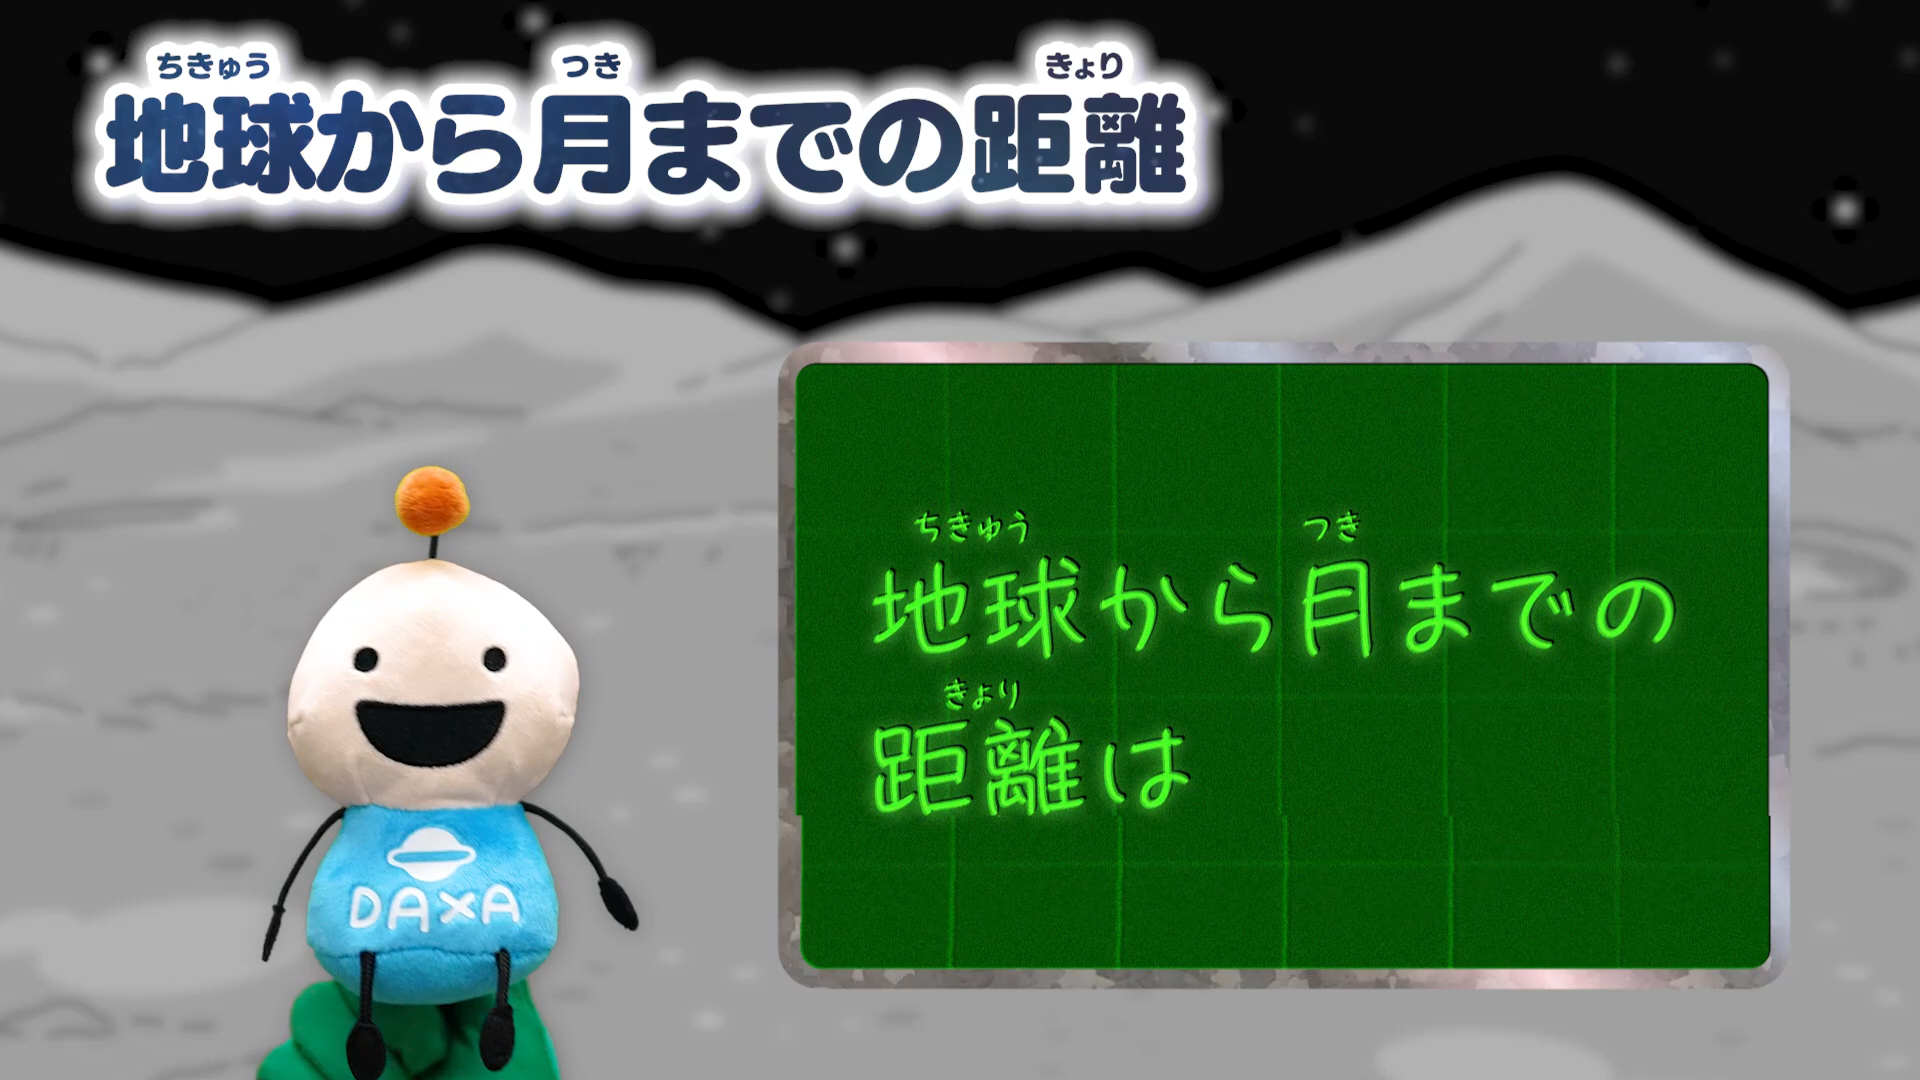 ちきゅう つき きょり
地球から月までの距離
ちきゅう つき
地球から月までの
きょり
距離は
DAXA